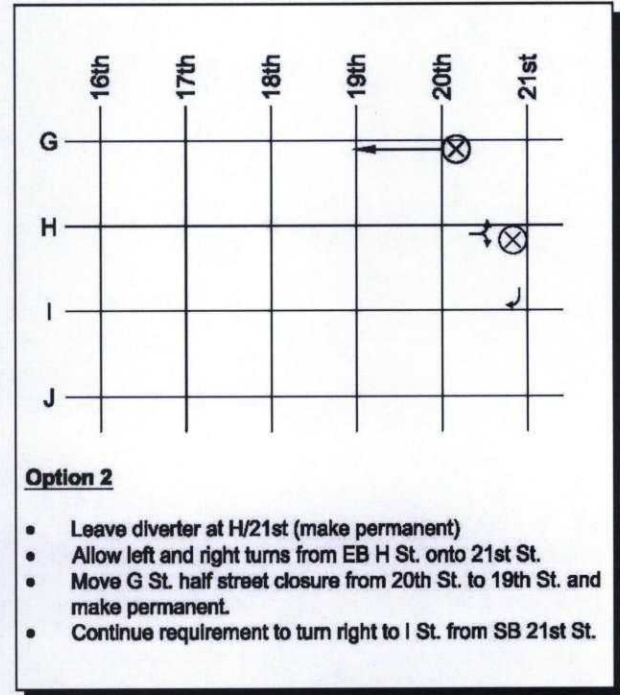 16th 17th 18th 19th 20th 21st
G
H
I
J
Option 2
• Leave diverter at H/21st (make permanent)
• Allow left and right turns from EB H St. onto 21st St.
• Move G St. half street closure from 20th St. to 19th St. and
make permanent.
• Continue requirement to turn right to I St. from SB 21st St.